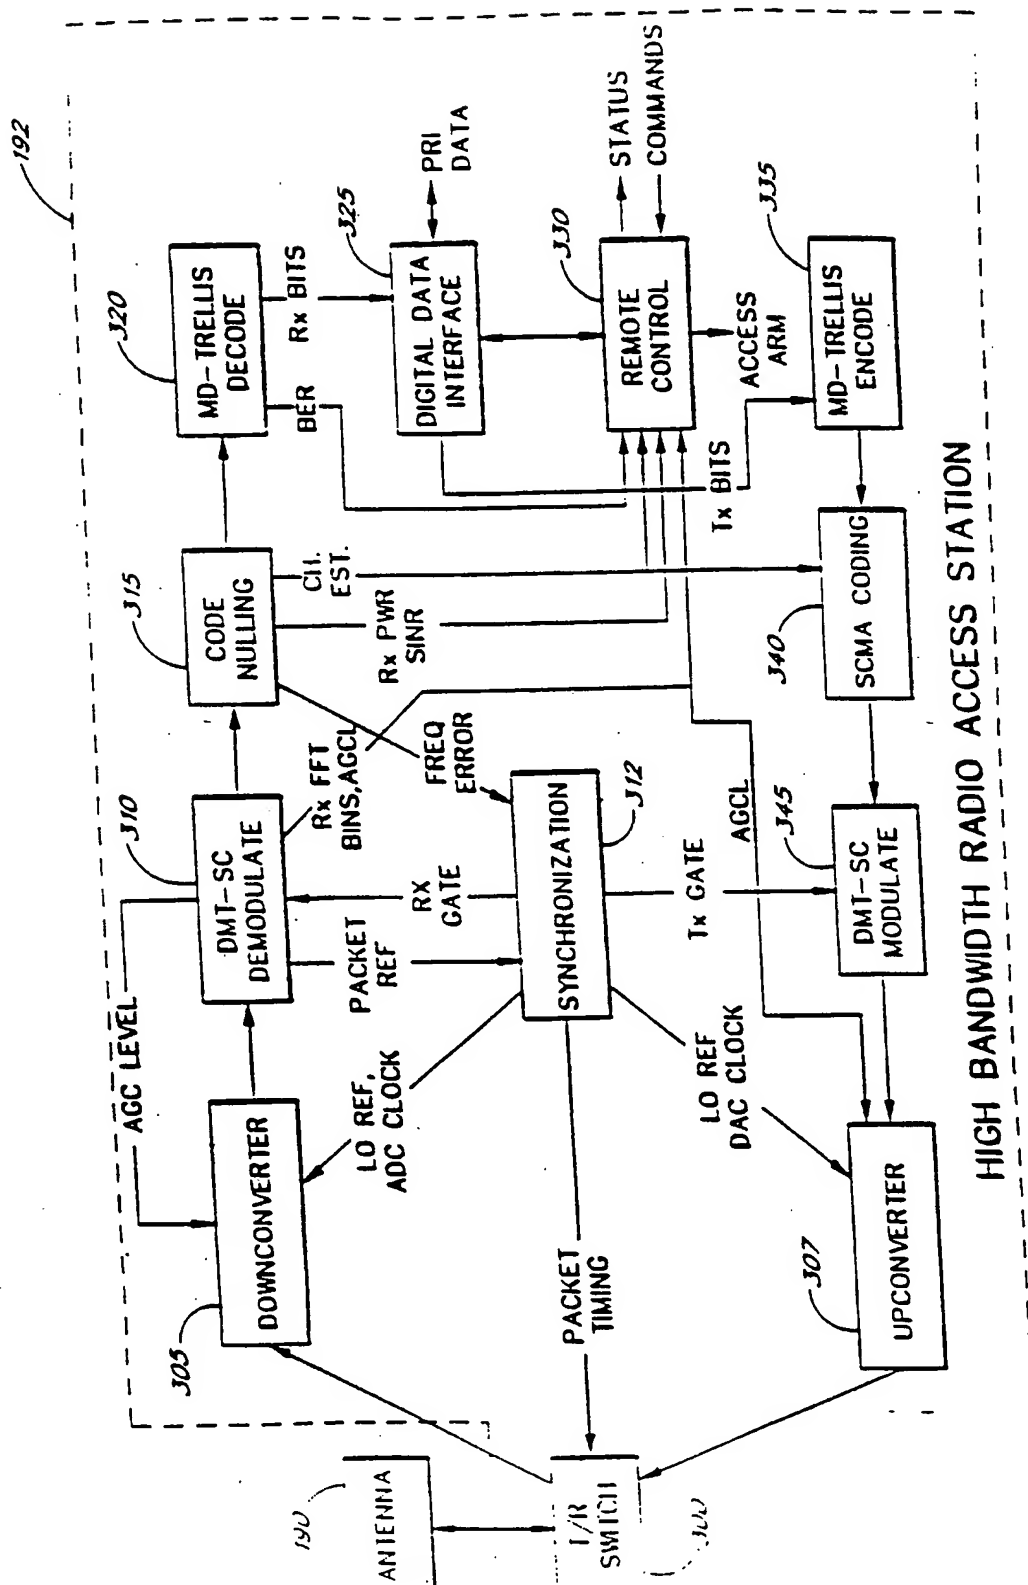 192
190
ANTENNA
T/R
SWITCH
300
305
DOWNCONVERTER
AGC LEVEL
310
DMT-SC
DEMODULATE
315
CODE
NULLING
320
MD-TRELLIS
DECODE
BER
Rx BITS
325
DIGITAL DATA
INTERFACE
PRI
DATA
330
REMOTE
CONTROL
STATUS
COMMANDS
ACCESS
ARM
335
MD-TRELLIS
ENCODE
Tx BITS
CH.
EST.
Rx PWR
SINR
Rx FFT
BINS,AGCL
FREQ
ERROR
RX
GATE
PACKET
REF
312
SYNCHRONIZATION
LO REF,
ADC CLOCK
PACKET
TIMING
LO REF
DAC CLOCK
Tx GATE
AGCL
340
SCMA CODING
345
DMT-SC
MODULATE
307
UPCONVERTER
HIGH BANDWIDTH RADIO ACCESS STATION